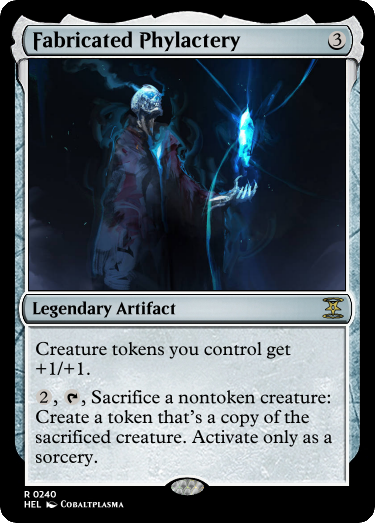 Fabricated Phylactery 3
Legendary Artifact
Creature tokens you control get
+1/+1.
2, , Sacrifice a nontoken creature:
Create a token that's a copy of the
sacrificed creature. Activate only as a
sorcery.
R 0240
HEL Cobaltplasma